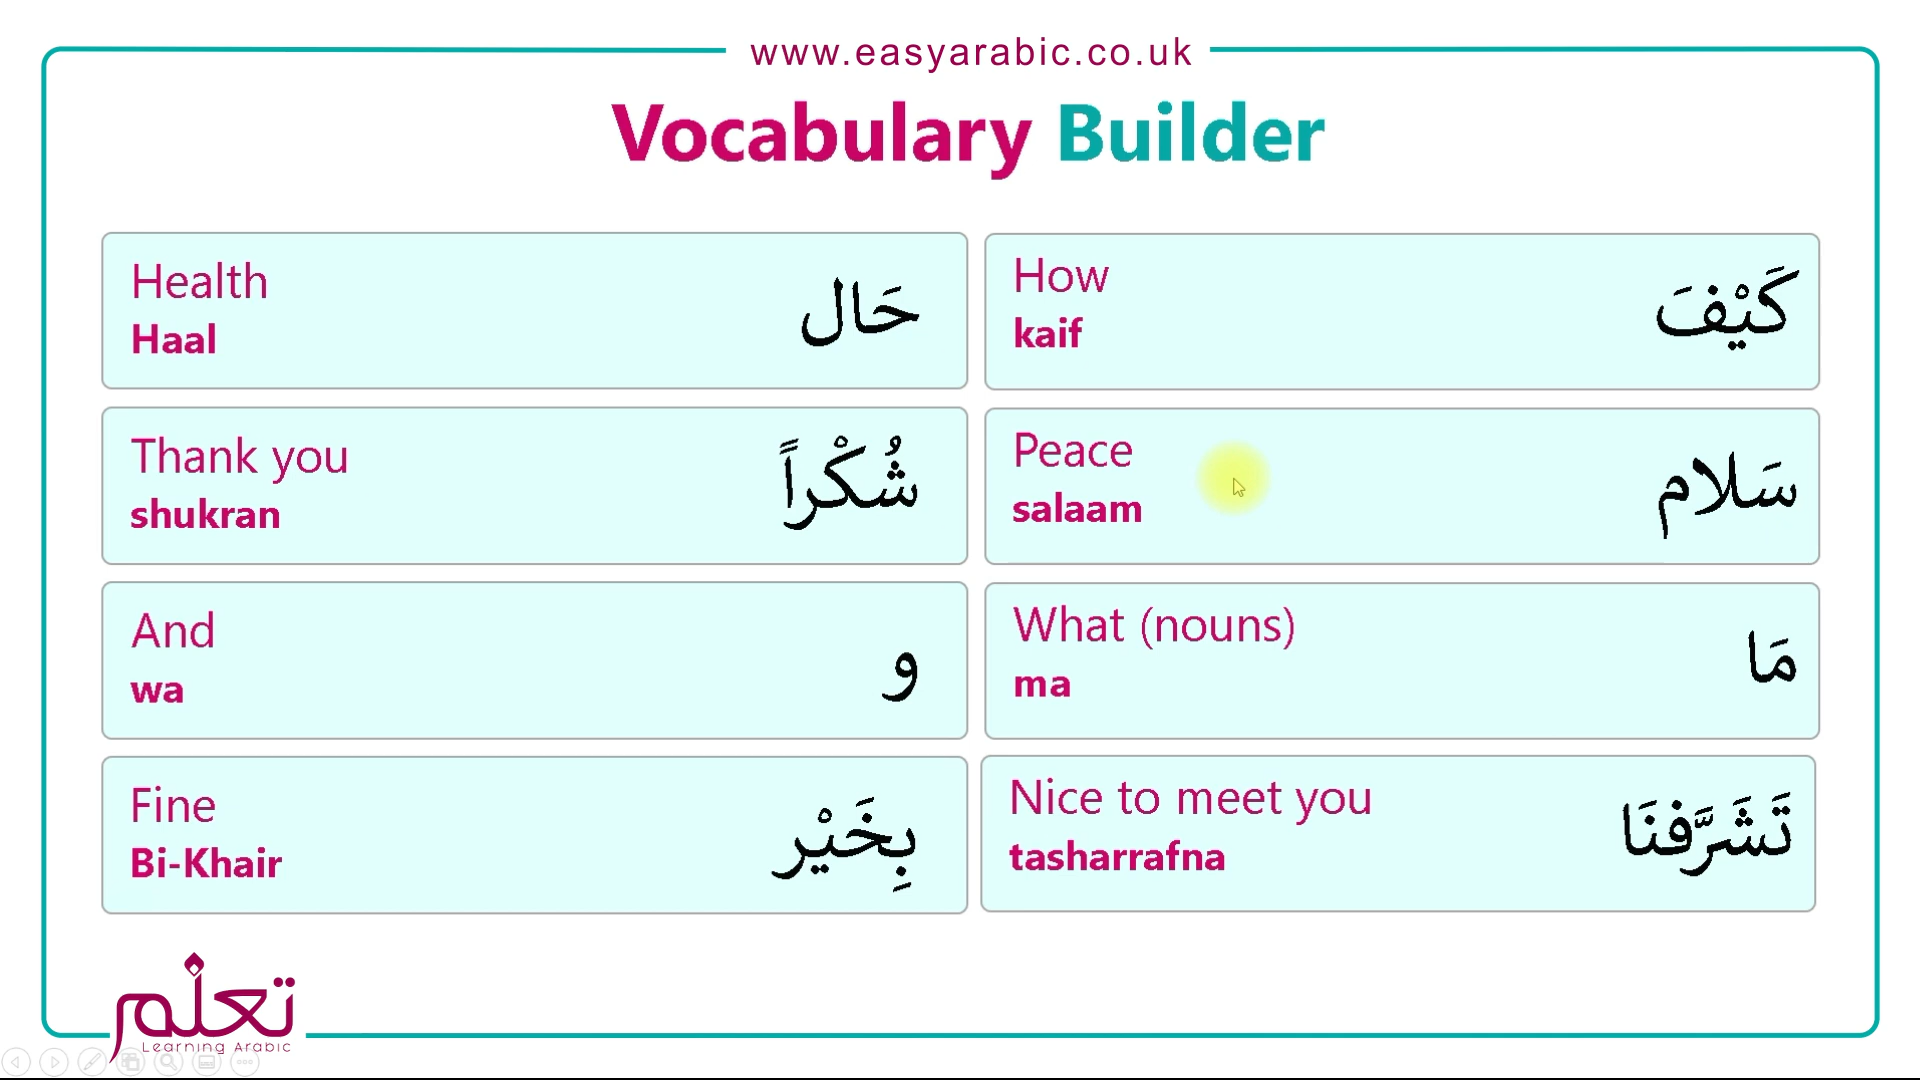 www.easyarabic.co.uk
Vocabulary Builder
Health
Haal
حَال
How
kaif
كَيْفَ
Thank you
shukran
شُكْراً
Peace
salaam
سَلام
And
wa
و
What (nouns)
ma
مَا
Fine
Bi-Khair
بِخَيْر
Nice to meet you
tasharrafna
تَشَرَّفنَا
تعلم
Learning Arabic